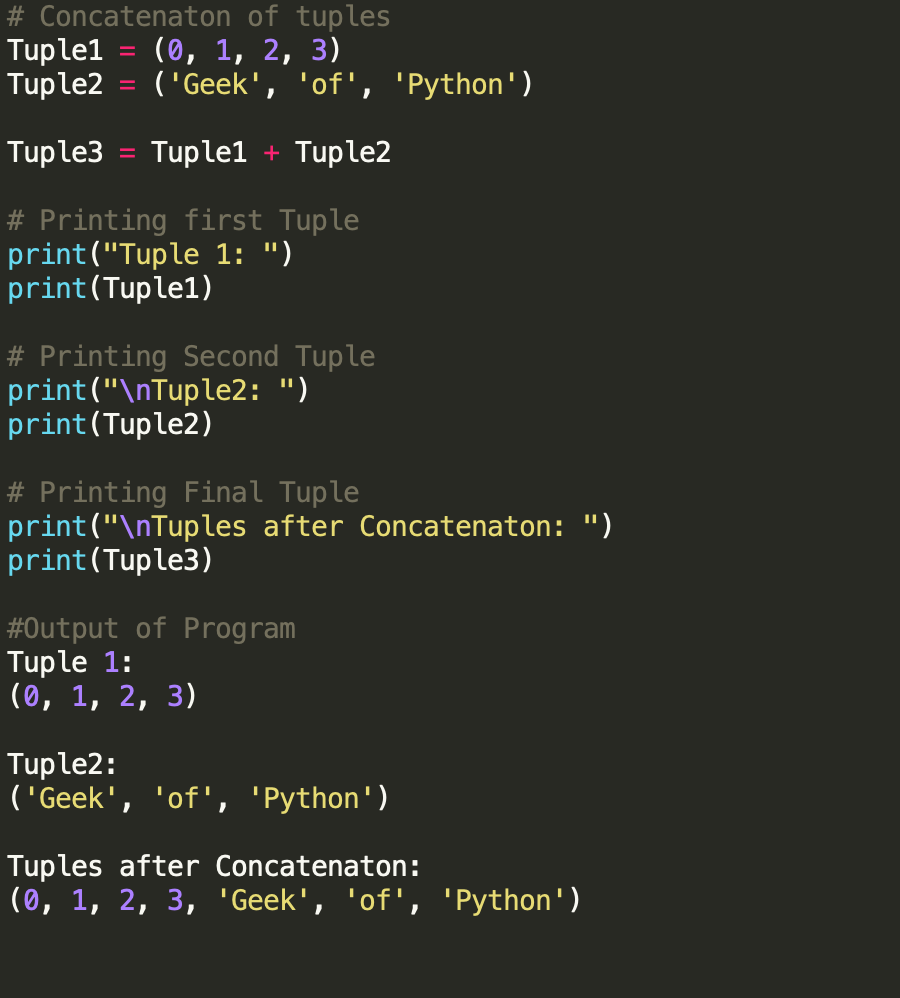 # Concatenaton of tuples
Tuple1 = (0, 1, 2, 3)
Tuple2 = ('Geek', 'of', 'Python')
Tuple3 = Tuple1 + Tuple2
# Printing first Tuple
print("Tuple 1: ")
print(Tuple1)
# Printing Second Tuple
print("\nTuple2: ")
print(Tuple2)
# Printing Final Tuple
print("\nTuples after Concatenaton: ")
print(Tuple3)
#Output of Program
Tuple 1:
(0, 1, 2, 3)
Tuple2:
('Geek', 'of', 'Python')
Tuples after Concatenaton:
(0, 1, 2, 3, 'Geek', 'of', 'Python')